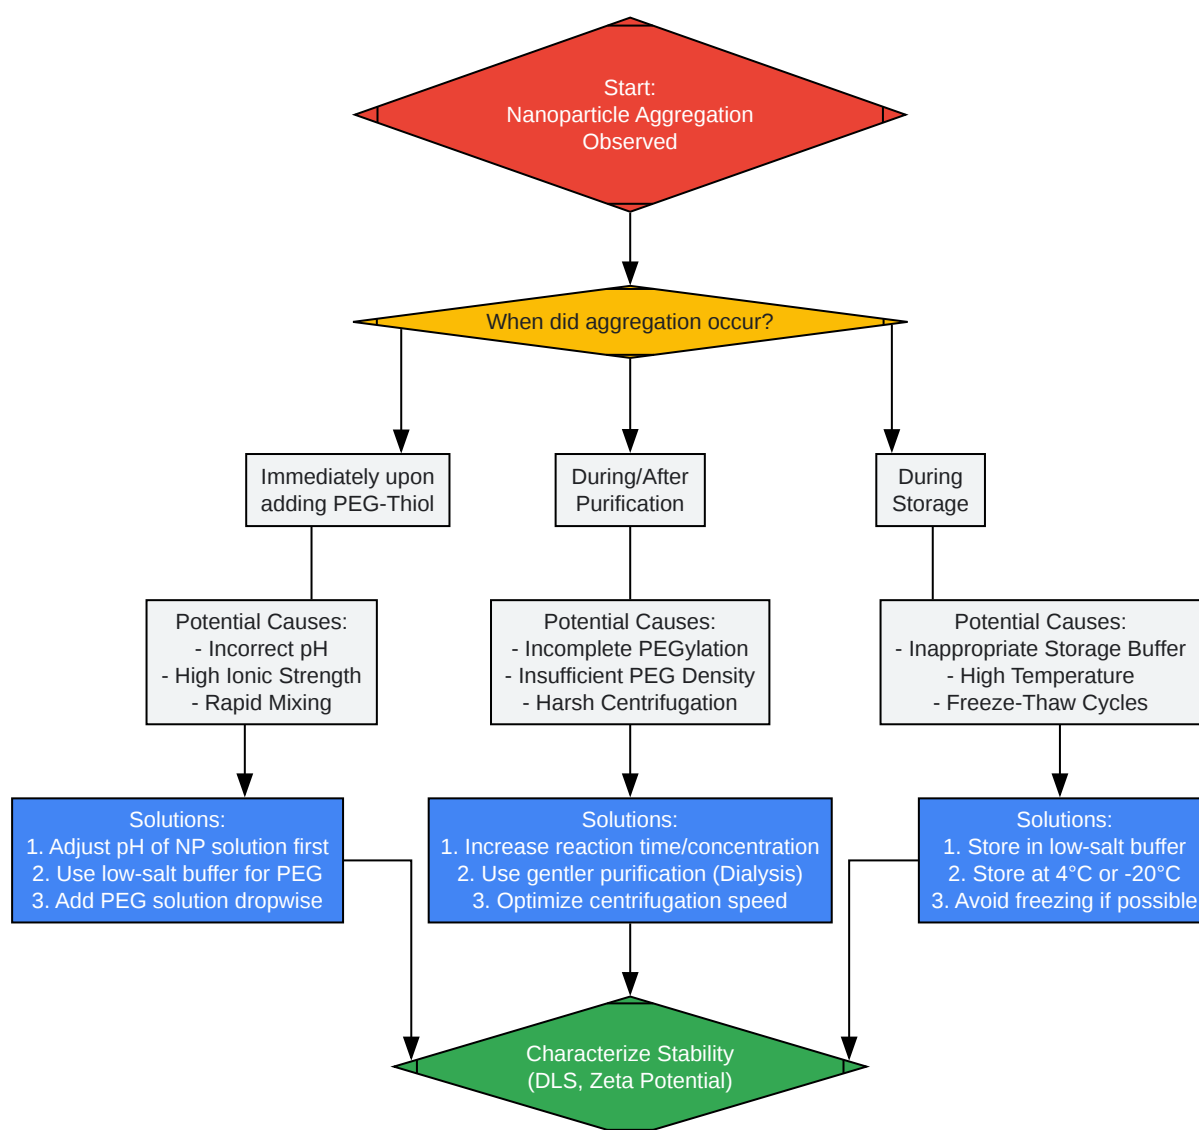 Start:
Nanoparticle Aggregation
Observed
When did aggregation occur?
Immediately upon
adding PEG-Thiol
During/After
Purification
During
Storage
Potential Causes:
- Incorrect pH
- High Ionic Strength
- Rapid Mixing
Potential Causes:
- Incomplete PEGylation
- Insufficient PEG Density
- Harsh Centrifugation
Potential Causes:
- Inappropriate Storage Buffer
- High Temperature
- Freeze-Thaw Cycles
Solutions:
1. Adjust pH of NP solution first
2. Use low-salt buffer for PEG
3. Add PEG solution dropwise
Solutions:
1. Increase reaction time/concentration
2. Use gentler purification (Dialysis)
3. Optimize centrifugation speed
Solutions:
1. Store in low-salt buffer
2. Store at 4°C or -20°C
3. Avoid freezing if possible
Characterize Stability
(DLS, Zeta Potential)